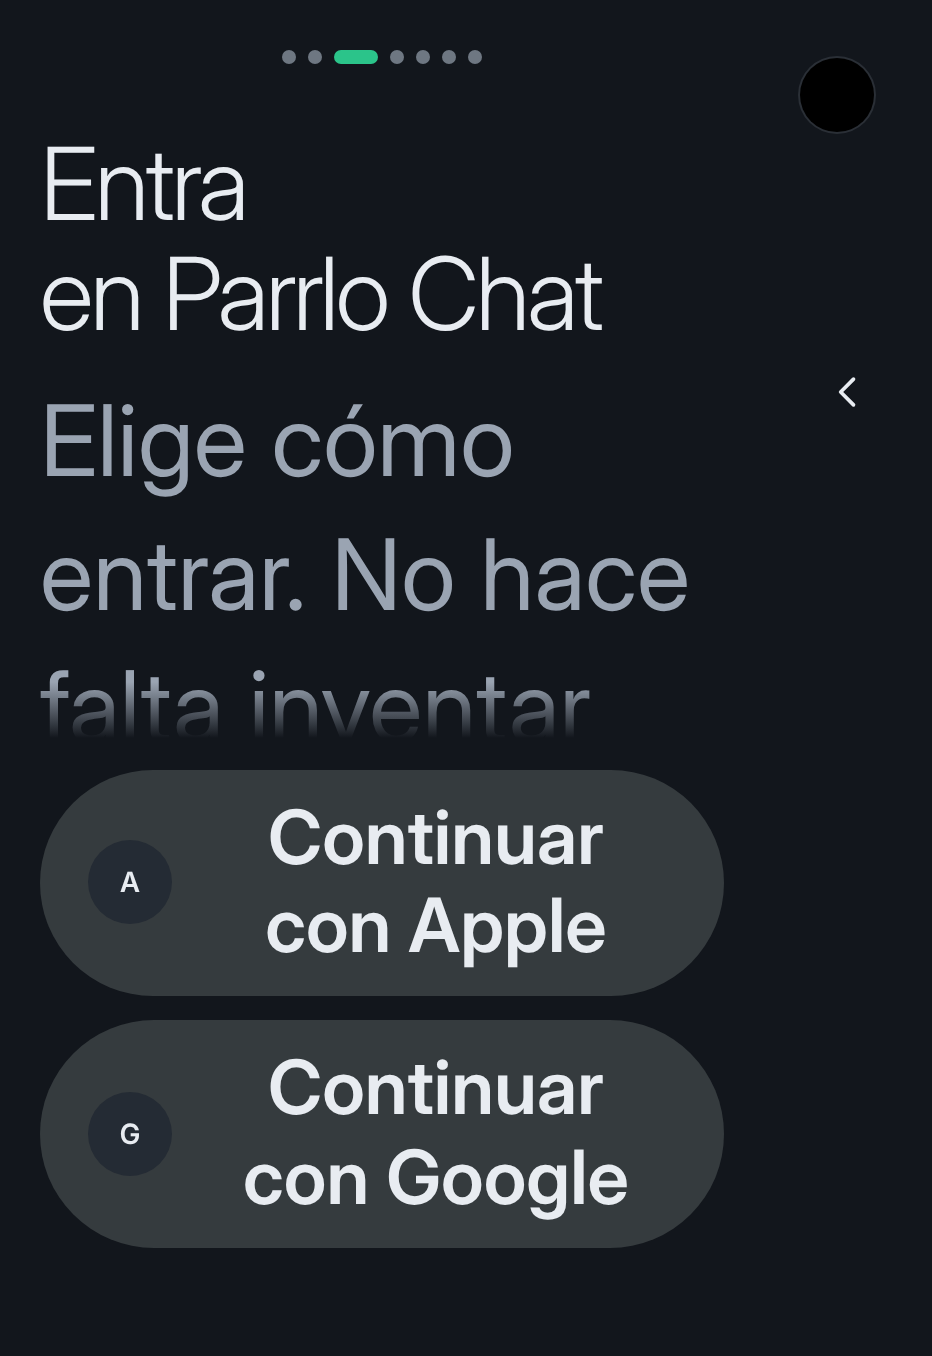 Entra
en Parrlo Chat
Elige cómo
entrar. No hace
falta inventar
A
Continuar
con Apple
G
Continuar
con Google